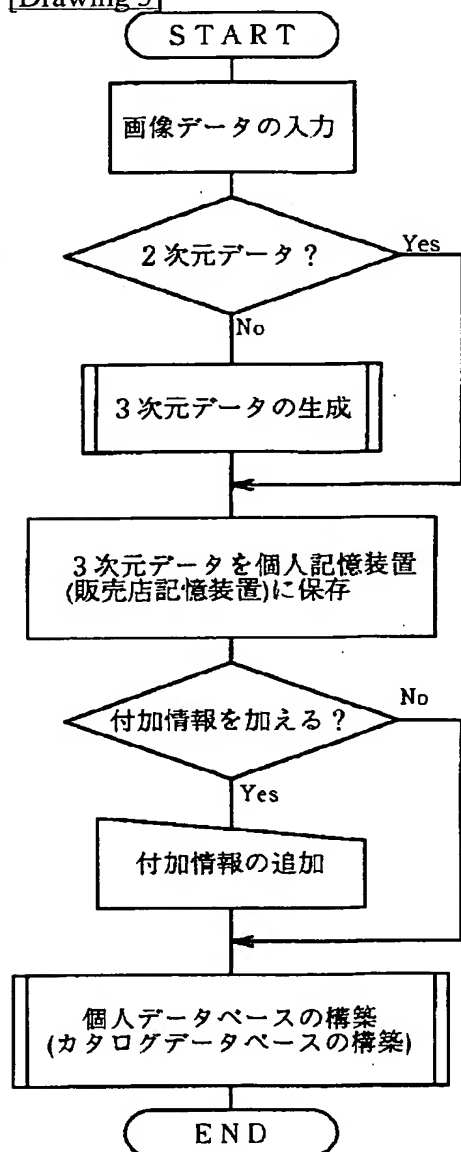 [Drawing 5]
START
画像データの入力
2次元データ?
Yes
No
3次元データの生成
3次元データを個人記憶装置
(販売店記憶装置)に保存
付加情報を加える?
No
Yes
付加情報の追加
個人データベースの構築
(カタログデータベースの構築)
END